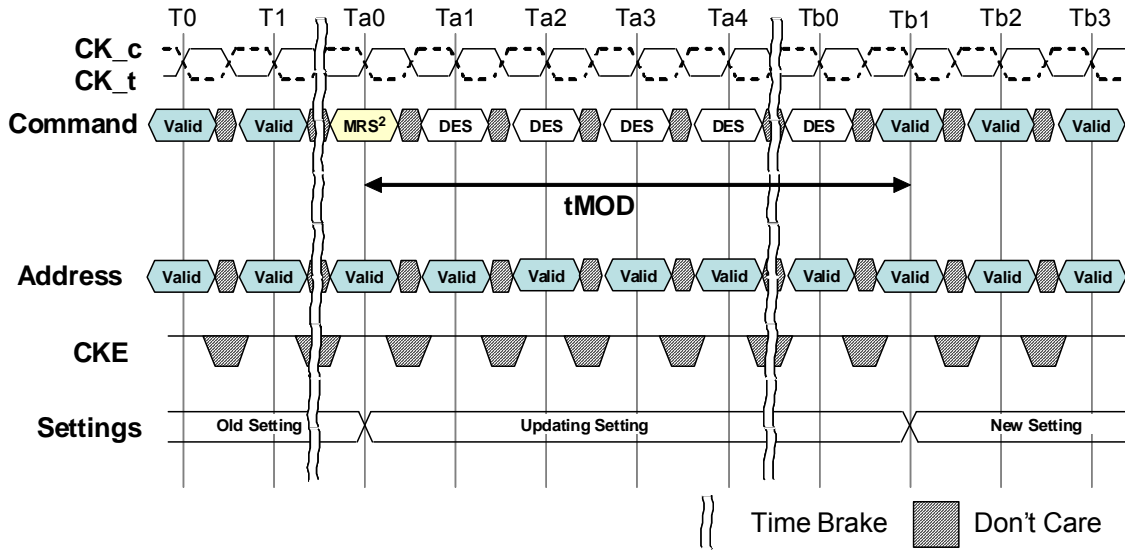 T0 T1 Ta0 Ta1 Ta2 Ta3 Ta4 Tb0 Tb1 Tb2 Tb3
CK_c
CK_t
Command Valid Valid MRS² DES DES DES DES DES Valid Valid Valid
tMOD
Address Valid Valid Valid Valid Valid Valid Valid Valid Valid Valid Valid
CKE
Settings Old Setting Updating Setting New Setting
Time Brake Don't Care